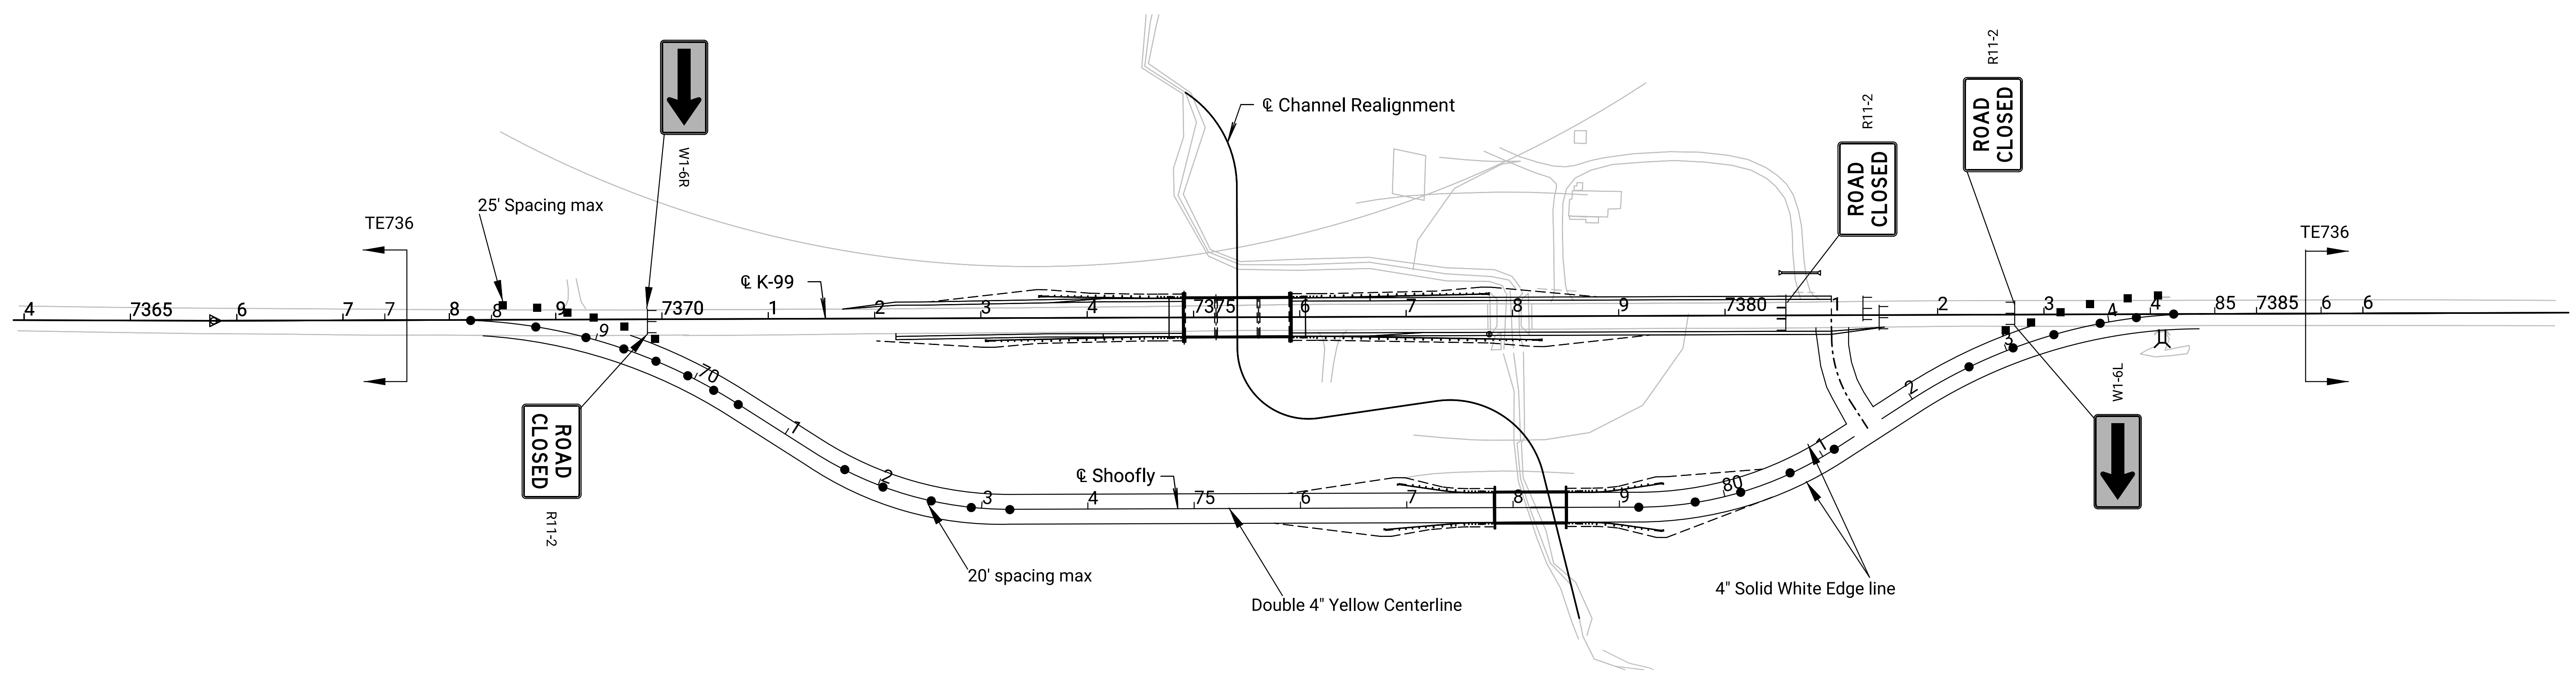 R11-2
R11-2
ROAD
CLOSED
℄ Channel Realignment
ROAD
CLOSED
W1-6R
25' Spacing max
TE736
TE736
℄ K-99
4 7365 6 7 7 8 8 9 7370 1 2 3 4 7375 6 7 8 9 7380 1 2 3 4 4 85 7385 6 6
9 70 1 2 3 4 75 6 7 8 9 80 1 2 3
W1-6L
ROAD
CLOSED
R11-2
℄ Shoofly
20' spacing max
Double 4" Yellow Centerline
4" Solid White Edge line